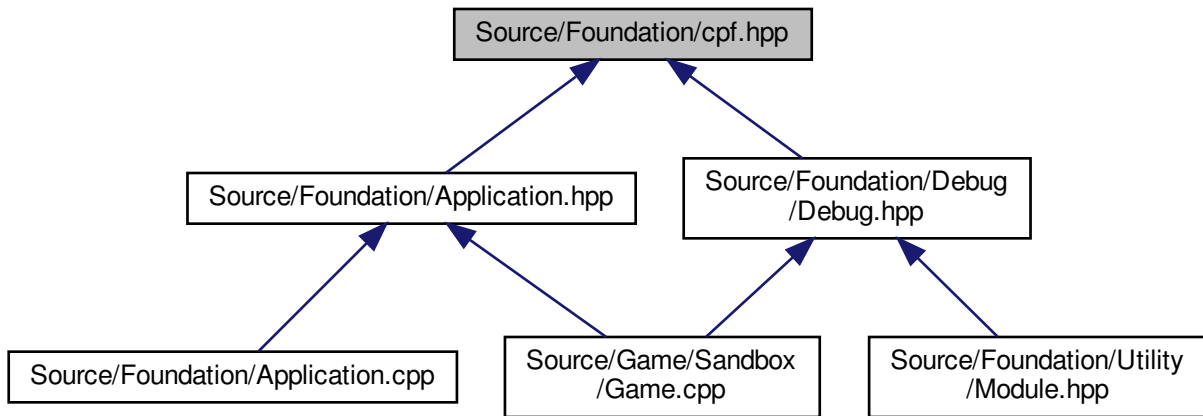 Source/Foundation/cpf.hpp
Source/Foundation/Application.hpp
Source/Foundation/Debug
/Debug.hpp
Source/Foundation/Application.cpp
Source/Game/Sandbox
/Game.cpp
Source/Foundation/Utility
/Module.hpp